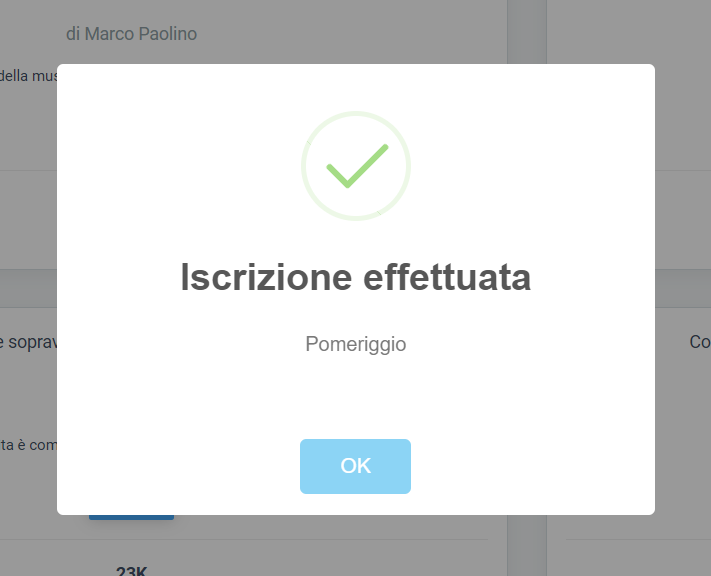 di Marco Paolino
della mus
Iscrizione effettuata
e soprav
Co
Pomeriggio
ta è com
OK
23K